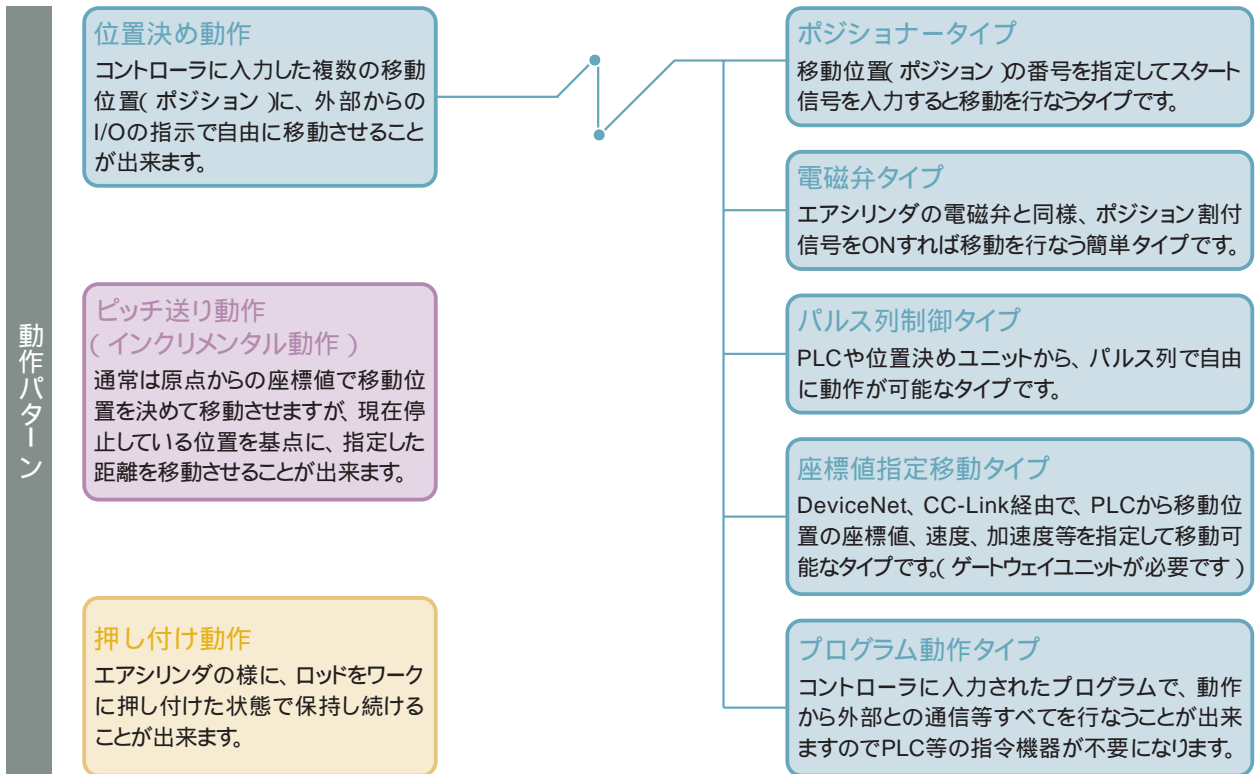 動作パターン
位置決め動作
コントローラに入力した複数の移動
位置(ポジション)に、外部からの
I/Oの指示で自由に移動させること
が出来ます。
ピッチ送り動作
(インクリメンタル動作)
通常は原点からの座標値で移動位
置を決めて移動させますが、現在停
止している位置を基点に、指定した
距離を移動させることが出来ます。
押し付け動作
エアシリンダの様に、ロッドをワーク
に押し付けた状態で保持し続ける
ことが出来ます。
ポジショナータイプ
移動位置(ポジション)の番号を指定してスタート
信号を入力すると移動を行なうタイプです。
電磁弁タイプ
エアシリンダの電磁弁と同様、ポジション割付
信号をONすれば移動を行なう簡単タイプです。
パルス列制御タイプ
PLCや位置決めユニットから、パルス列で自由
に動作が可能なタイプです。
座標値指定移動タイプ
DeviceNet、CC-Link経由で、PLCから移動位
置の座標値、速度、加速度等を指定して移動可
能なタイプです。(ゲートウェイユニットが必要です)
プログラム動作タイプ
コントローラに入力されたプログラムで、動作
から外部との通信等すべてを行なうことが出来
ますのでPLC等の指令機器が不要になります。